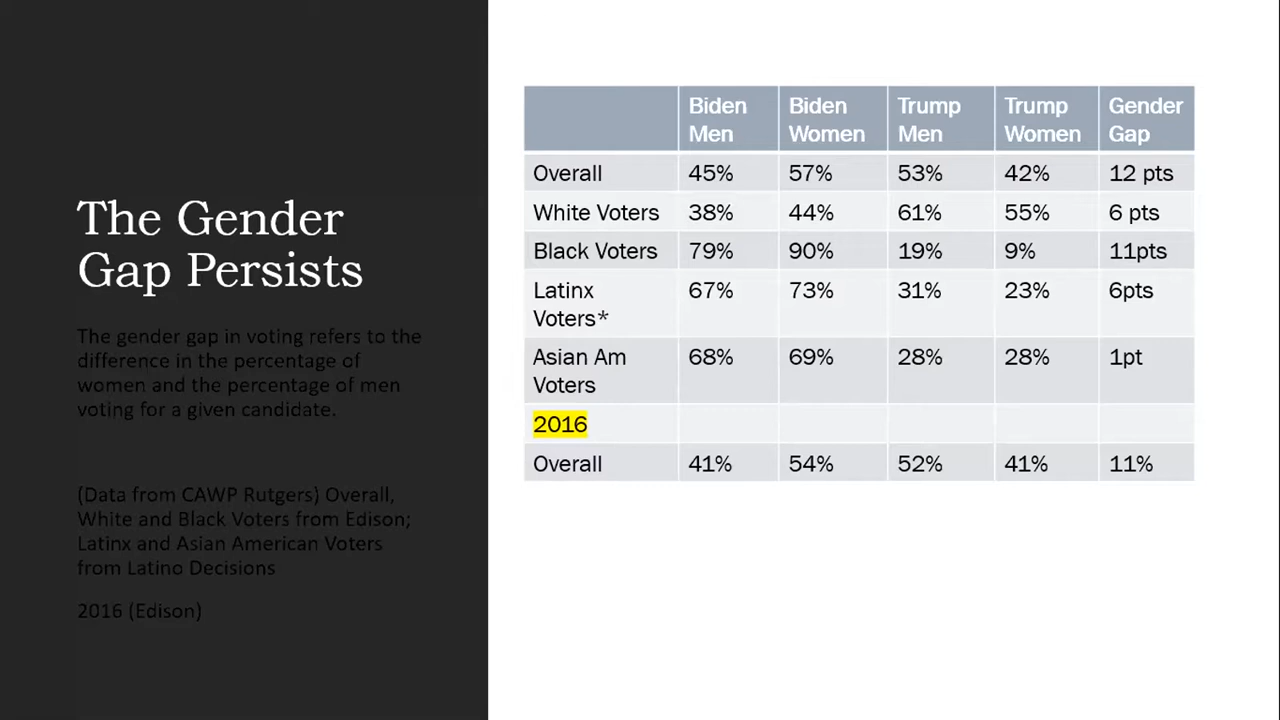 The Gender
Gap Persists
The gender gap in voting refers to the
difference in the percentage of
women and the percentage of men
voting for a given candidate.
(Data from CAWP Rutgers) Overall,
White and Black Voters from Edison;
Latinx and Asian American Voters
from Latino Decisions
2016 (Edison)
Biden Men Biden Women Trump Men Trump Women Gender Gap
Overall 45% 57% 53% 42% 12 pts
White Voters 38% 44% 61% 55% 6 pts
Black Voters 79% 90% 19% 9% 11pts
Latinx Voters* 67% 73% 31% 23% 6pts
Asian Am Voters 68% 69% 28% 28% 1pt
2016
Overall 41% 54% 52% 41% 11%